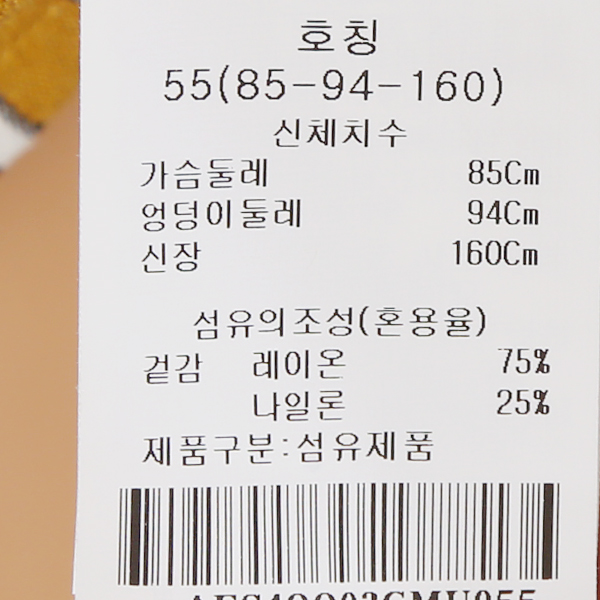 호칭
55(85-94-160)
신체치수
가슴둘레 85Cm
엉덩이둘레 94Cm
신장 160Cm
섬유의조성(혼용율)
겉감 레이온 75%
나일론 25%
제품구분:섬유제품